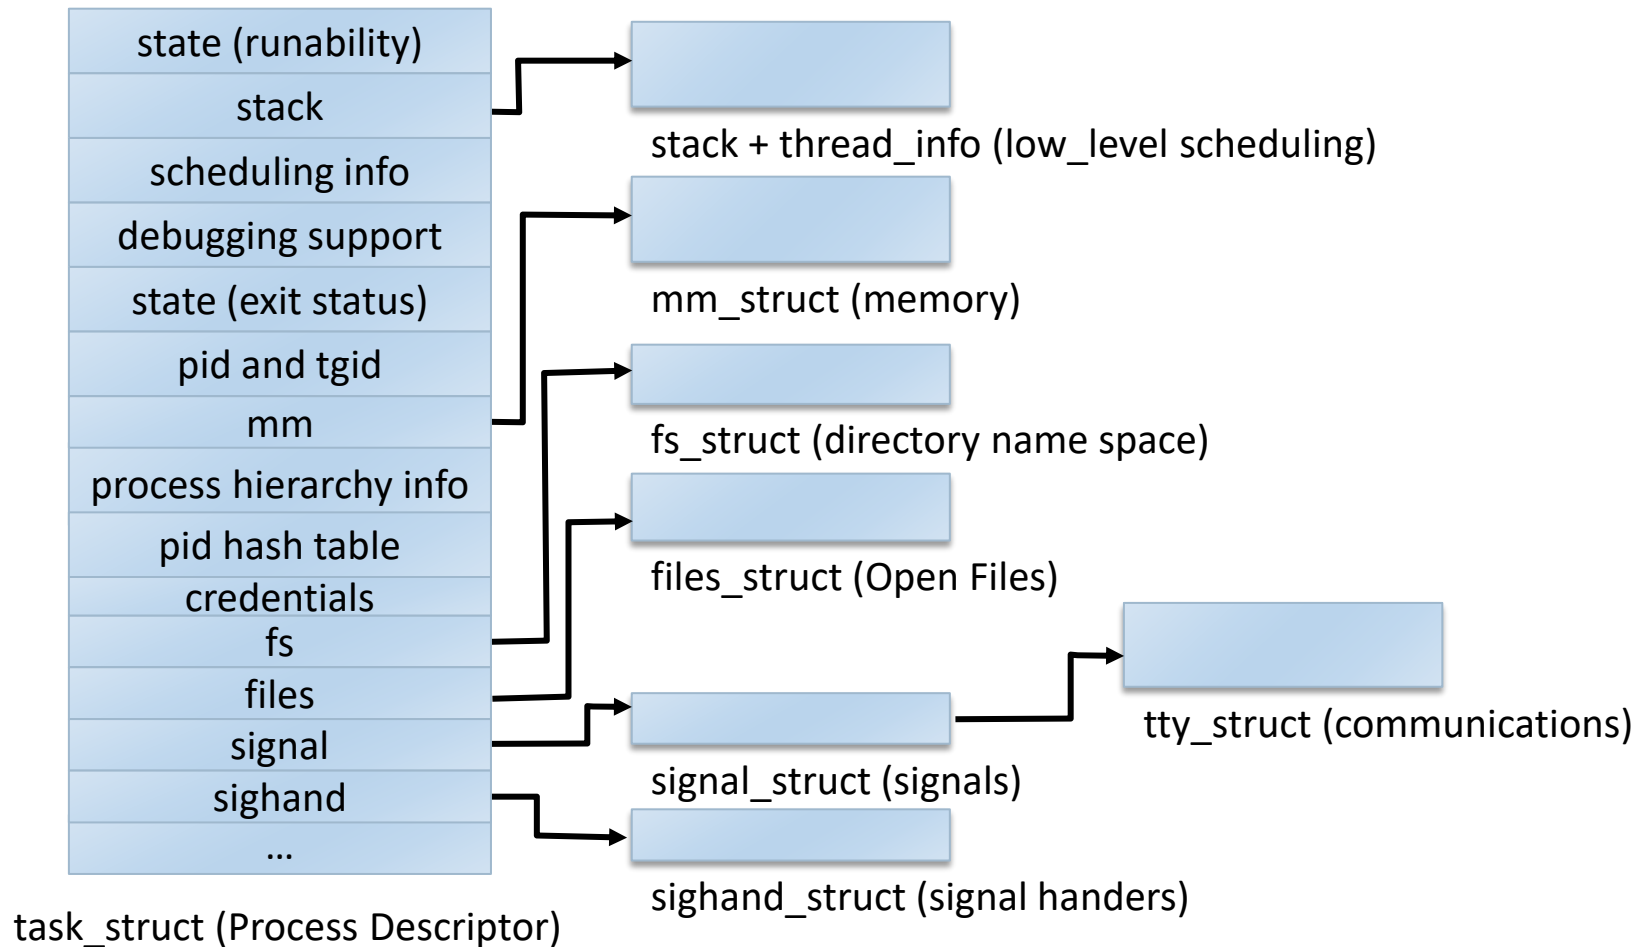 state (runability)
stack
scheduling info
debugging support
state (exit status)
pid and tgid
mm
process hierarchy info
pid hash table
credentials
fs
files
signal
sighand
...
task_struct (Process Descriptor)
stack + thread_info (low_level scheduling)
mm_struct (memory)
fs_struct (directory name space)
files_struct (Open Files)
signal_struct (signals)
sighand_struct (signal handers)
tty_struct (communications)